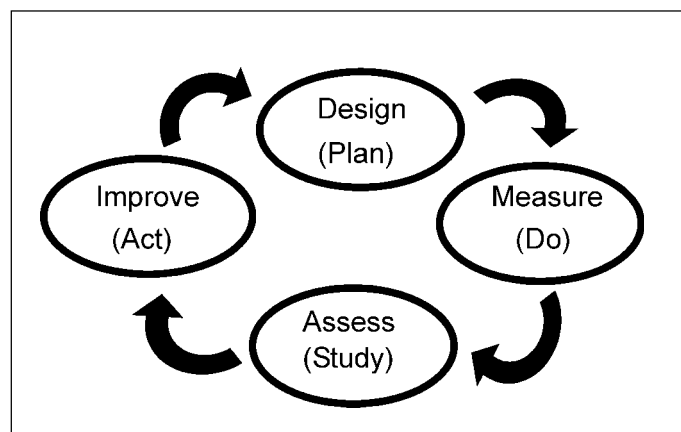 Design
(Plan)
Measure
(Do)
Assess
(Study)
Improve
(Act)